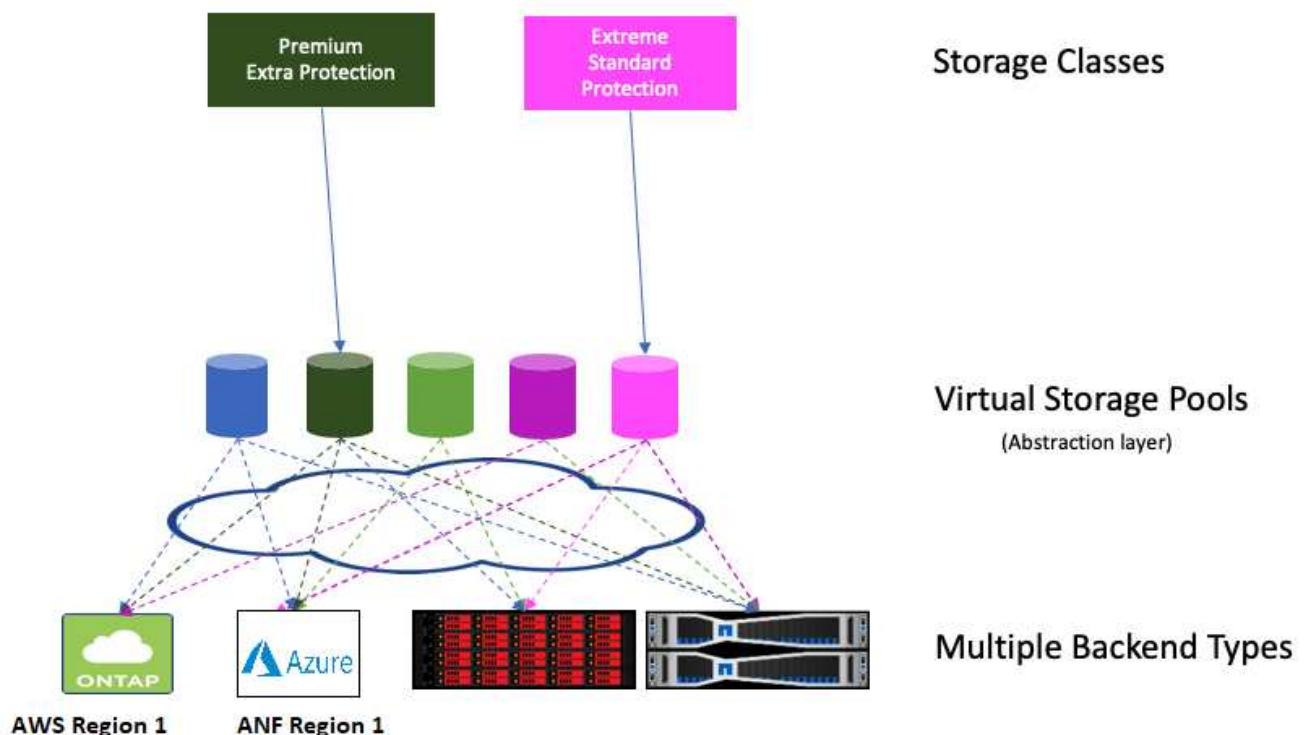 Premium
Extra Protection
Extreme
Standard
Protection
Storage Classes
Virtual Storage Pools
(Abstraction layer)
ONTAP
Azure
Multiple Backend Types
AWS Region 1
ANF Region 1